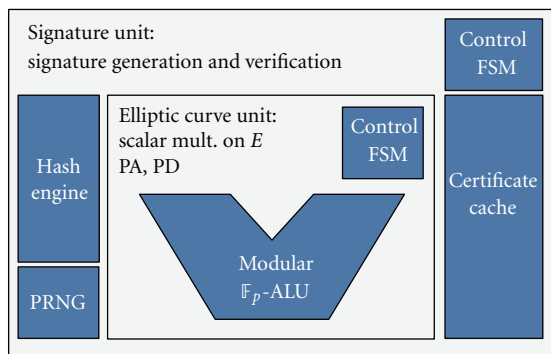 Signature unit:
signature generation and verification
Control
FSM
Elliptic curve unit:
scalar mult. on E
PA, PD
Control
FSM
Hash
engine
Certificate
cache
Modular
𝔽p-ALU
PRNG